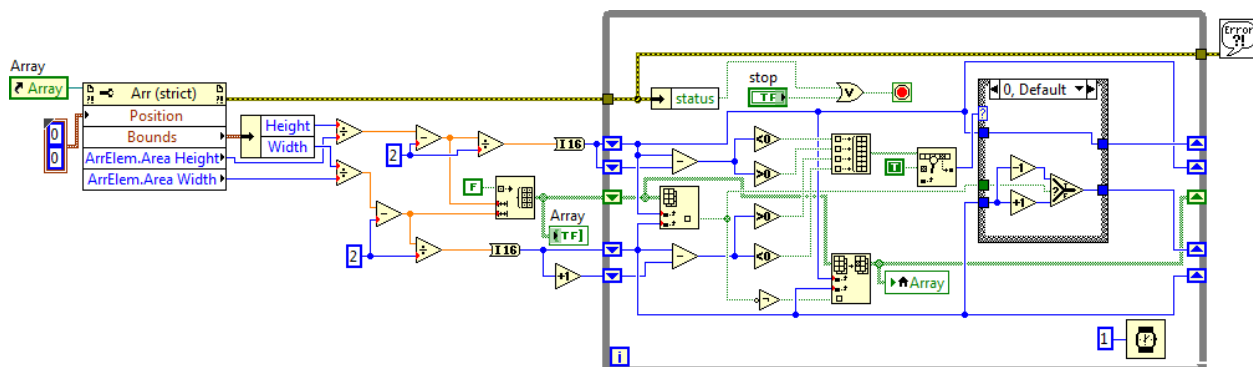 Array
Array
Arr (strict)
Position
Bounds
ArrElem.Area Height
ArrElem.Area Width
0
0
Height
Width
÷
÷
−
2
÷
I16
−
2
÷
I16
+1
F
Array
TF
status
stop
TF
V
−
<0
>0
−
>0
<0
¬
T
Array
0, Default
?
-1
+1
?
1
i
Error
?!
?!
?!